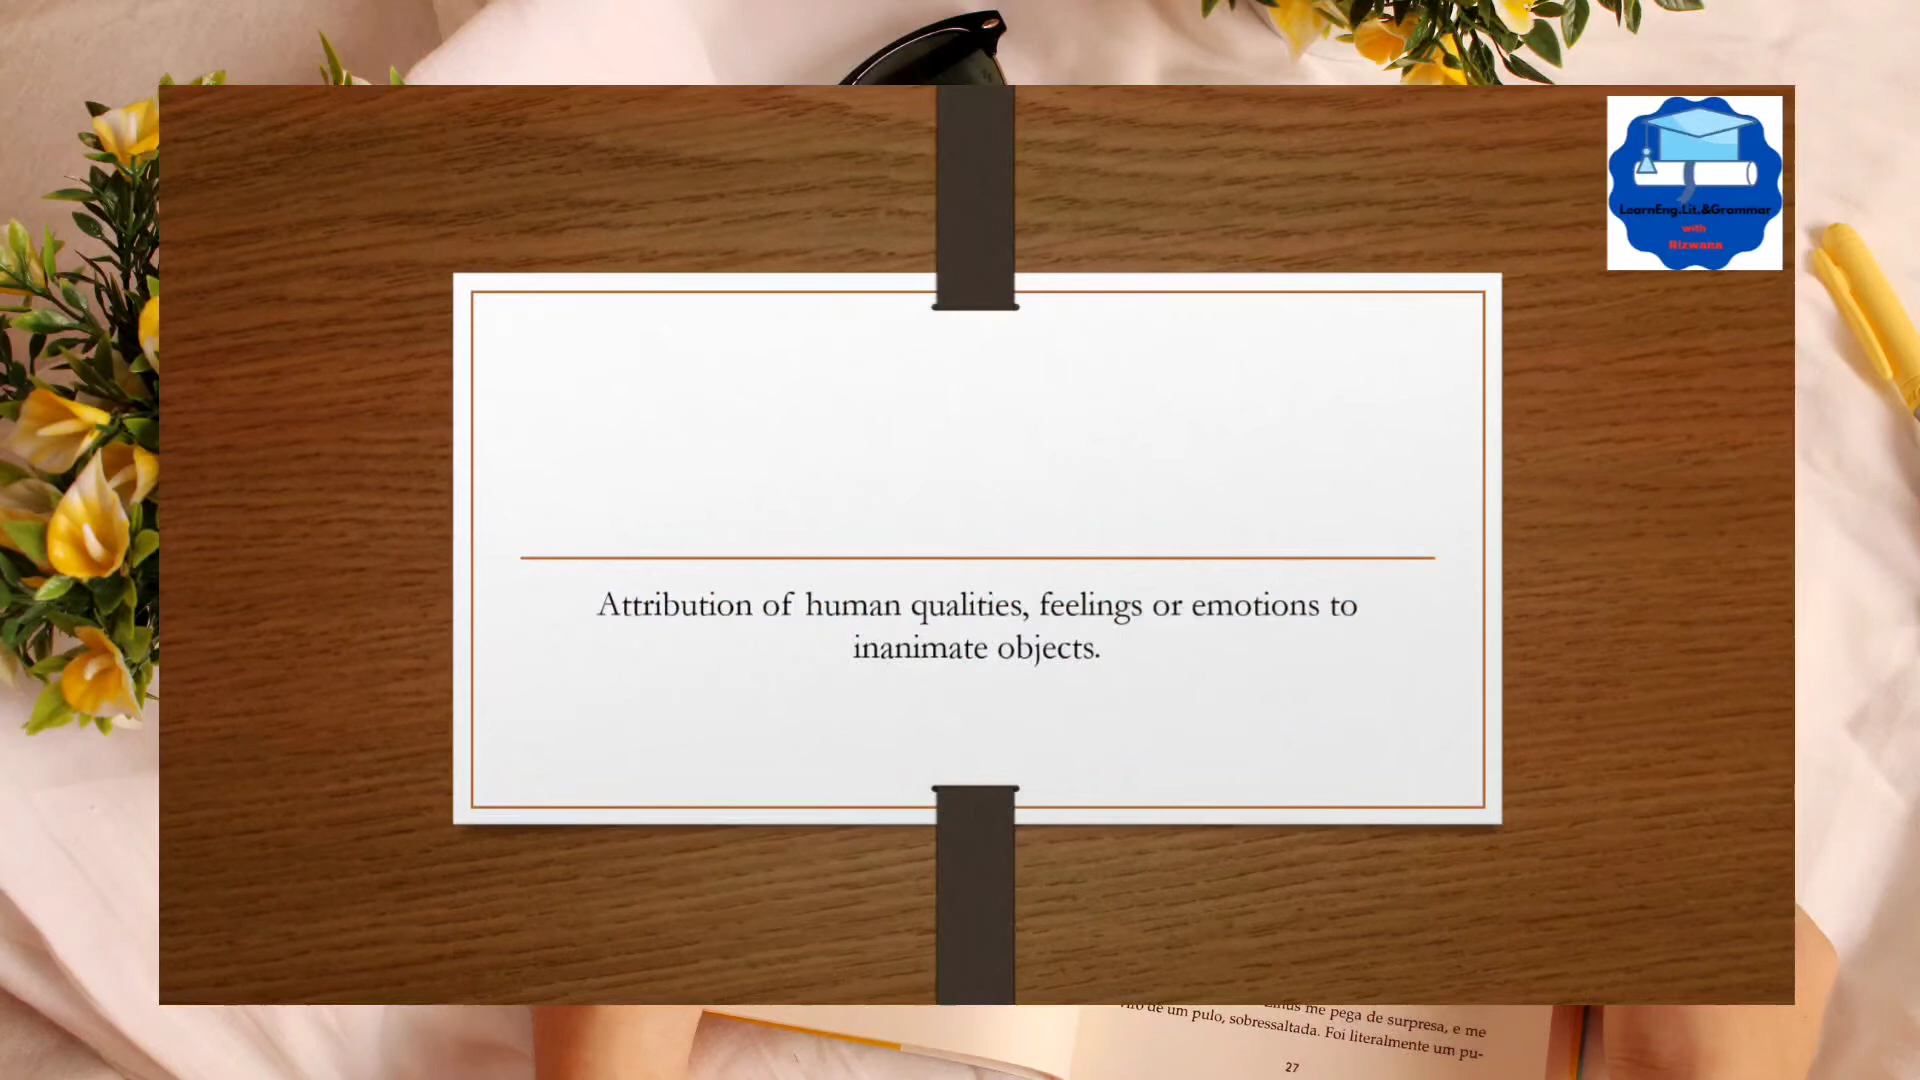 LearnEng.Lit.&Grammar
with
Rizwana
Attribution of human qualities, feelings or emotions to
inanimate objects.
me pega de surpresa, e me
de um pulo, sobressaltada. Foi literalmente um pu-
27